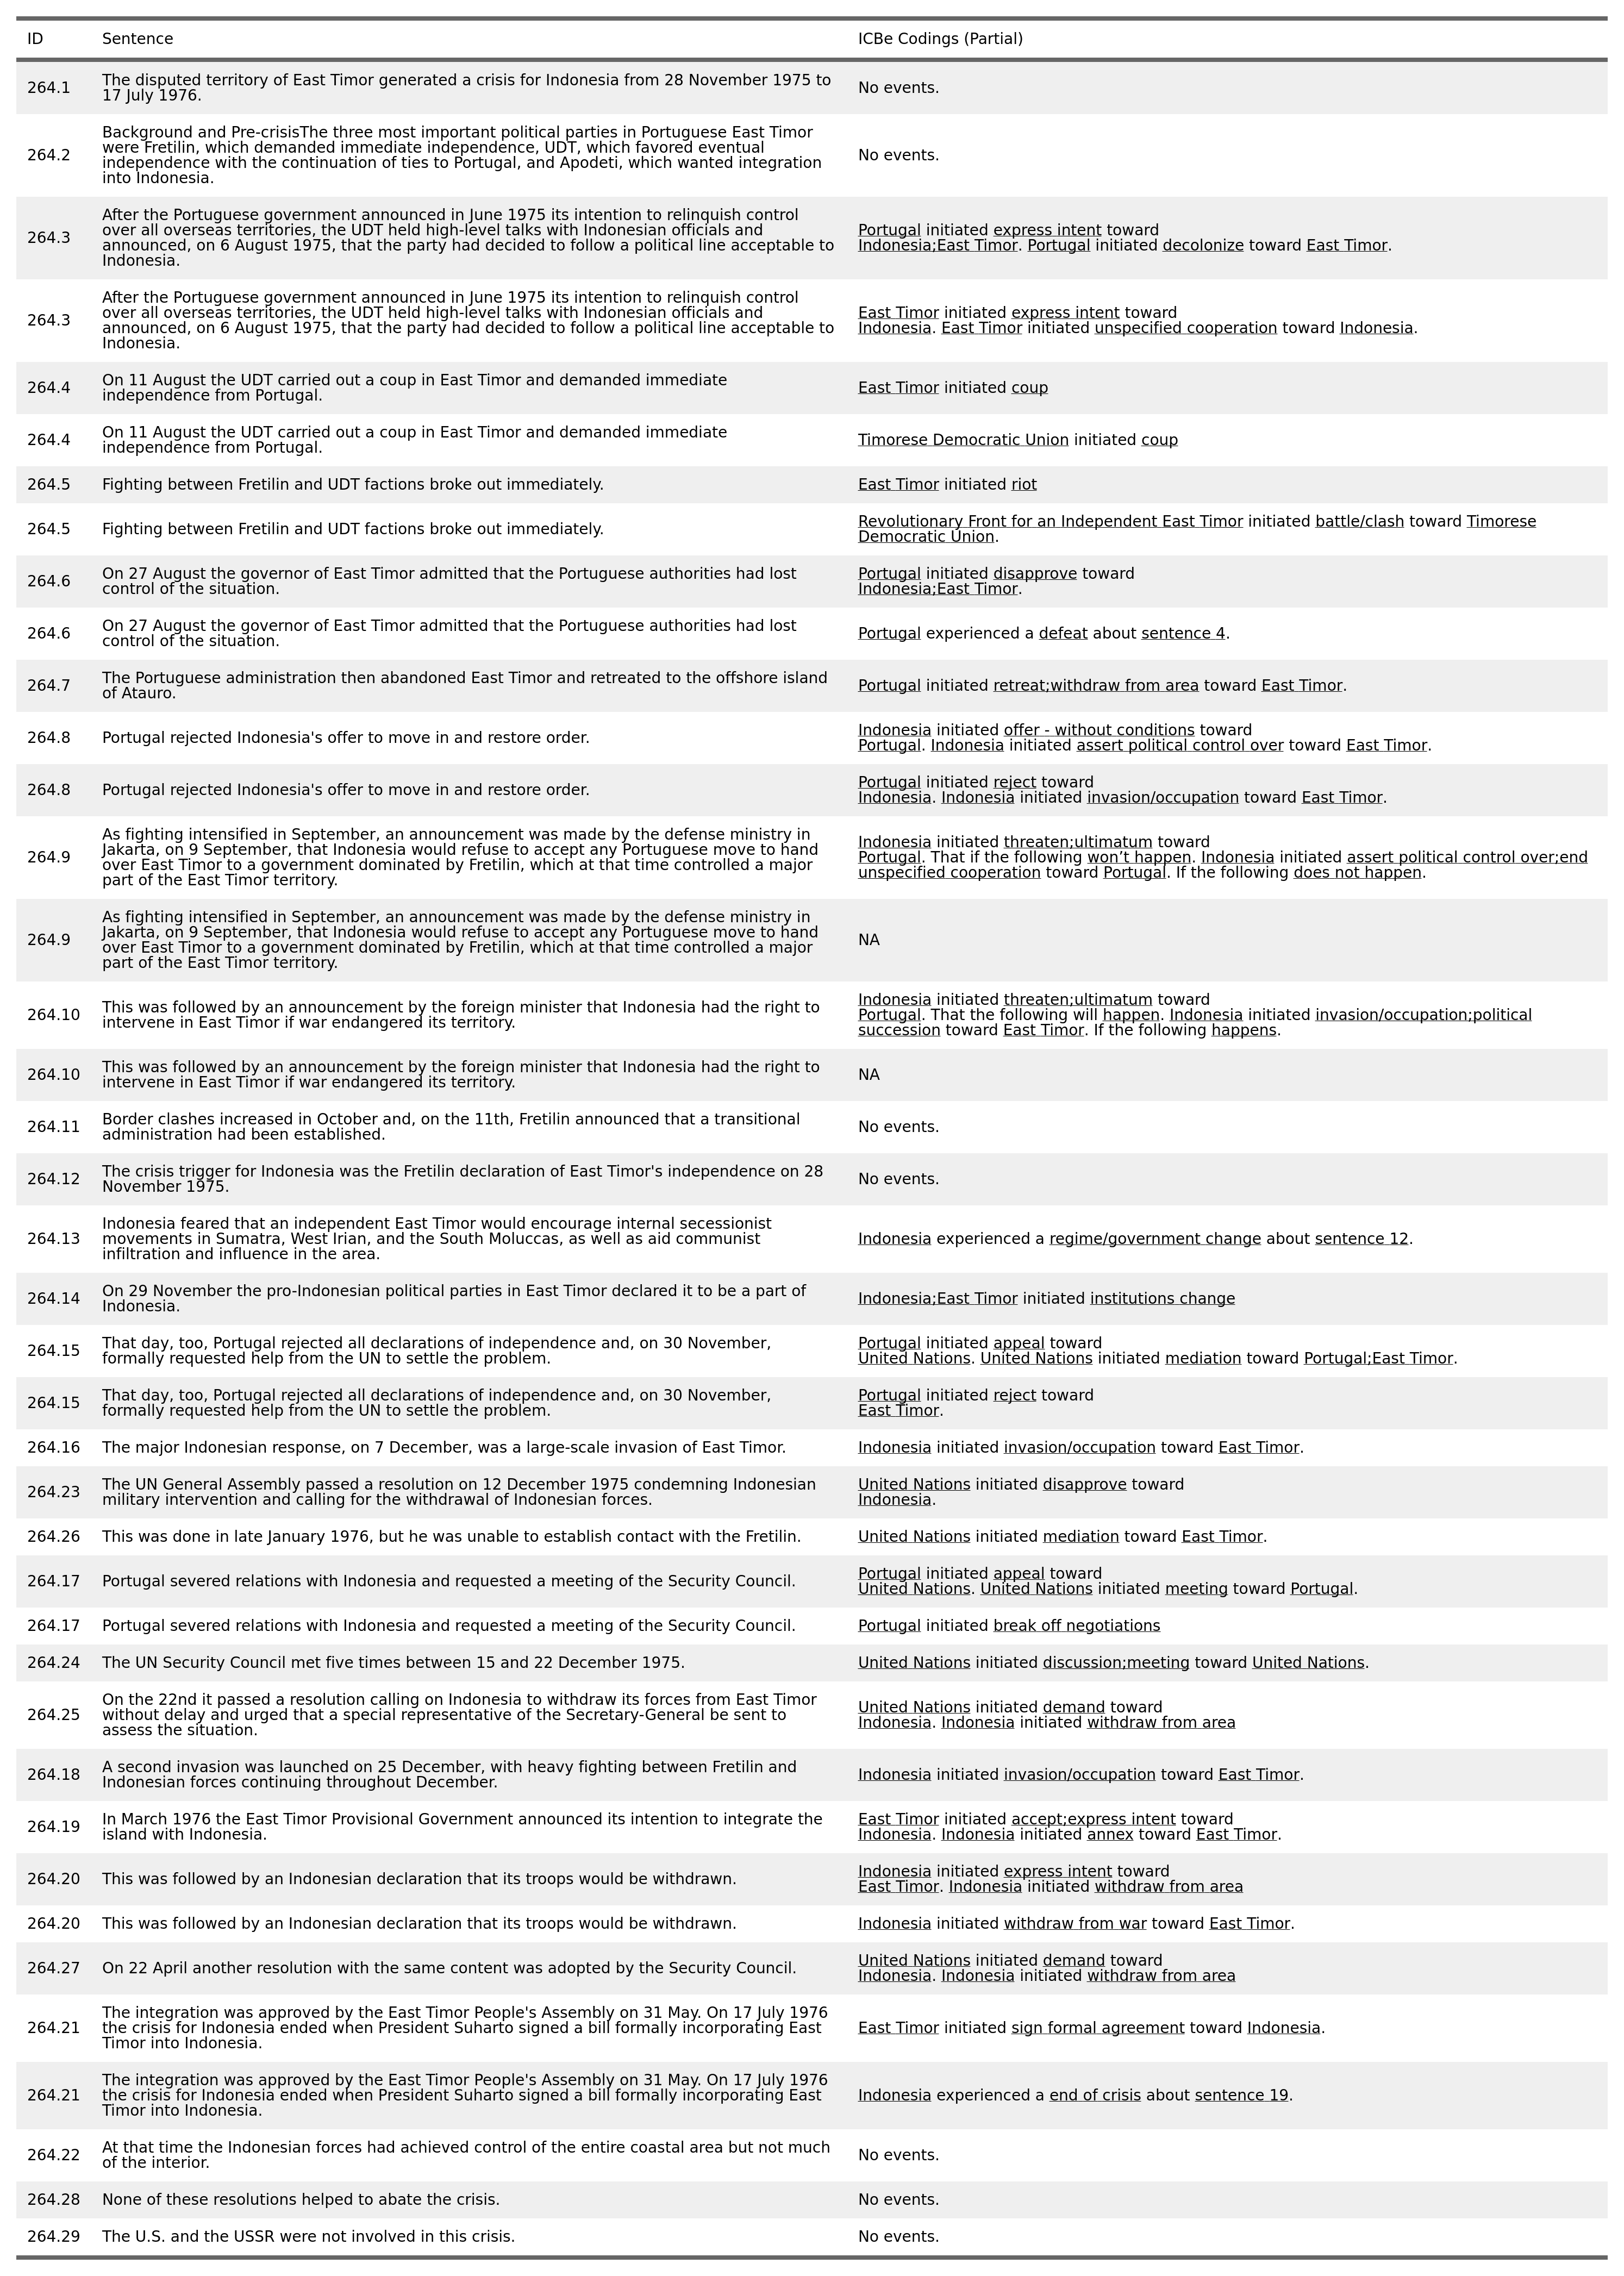 ID Sentence ICBe Codings (Partial)
264.1 The disputed territory of East Timor generated a crisis for Indonesia from 28 November 1975 to
17 July 1976. No events.
264.2 Background and Pre-crisisThe three most important political parties in Portuguese East Timor
were Fretilin, which demanded immediate independence, UDT, which favored eventual
independence with the continuation of ties to Portugal, and Apodeti, which wanted integration
into Indonesia. No events.
264.3 After the Portuguese government announced in June 1975 its intention to relinquish control
over all overseas territories, the UDT held high-level talks with Indonesian officials and
announced, on 6 August 1975, that the party had decided to follow a political line acceptable to
Indonesia.
Portugal initiated express intent toward
Indonesia;East Timor. Portugal initiated decolonize toward East Timor.
264.3 After the Portuguese government announced in June 1975 its intention to relinquish control
over all overseas territories, the UDT held high-level talks with Indonesian officials and
announced, on 6 August 1975, that the party had decided to follow a political line acceptable to
Indonesia.
East Timor initiated express intent toward
Indonesia. East Timor initiated unspecified cooperation toward Indonesia.
264.4 On 11 August the UDT carried out a coup in East Timor and demanded immediate
independence from Portugal.
East Timor initiated coup
264.4 On 11 August the UDT carried out a coup in East Timor and demanded immediate
independence from Portugal.
Timorese Democratic Union initiated coup
264.5 Fighting between Fretilin and UDT factions broke out immediately.
East Timor initiated riot
264.5 Fighting between Fretilin and UDT factions broke out immediately.
Revolutionary Front for an Independent East Timor initiated battle/clash toward Timorese
Democratic Union.
264.6 On 27 August the governor of East Timor admitted that the Portuguese authorities had lost
control of the situation.
Portugal initiated disapprove toward
Indonesia;East Timor.
264.6 On 27 August the governor of East Timor admitted that the Portuguese authorities had lost
control of the situation.
Portugal experienced a defeat about sentence 4.
264.7 The Portuguese administration then abandoned East Timor and retreated to the offshore island
of Atauro.
Portugal initiated retreat;withdraw from area toward East Timor.
264.8 Portugal rejected Indonesia's offer to move in and restore order.
Indonesia initiated offer - without conditions toward
Portugal. Indonesia initiated assert political control over toward East Timor.
264.8 Portugal rejected Indonesia's offer to move in and restore order.
Portugal initiated reject toward
Indonesia. Indonesia initiated invasion/occupation toward East Timor.
264.9 As fighting intensified in September, an announcement was made by the defense ministry in
Jakarta, on 9 September, that Indonesia would refuse to accept any Portuguese move to hand
over East Timor to a government dominated by Fretilin, which at that time controlled a major
part of the East Timor territory.
Indonesia initiated threaten;ultimatum toward
Portugal. That if the following won’t happen. Indonesia initiated assert political control over;end
unspecified cooperation toward Portugal. If the following does not happen.
264.9 As fighting intensified in September, an announcement was made by the defense ministry in
Jakarta, on 9 September, that Indonesia would refuse to accept any Portuguese move to hand
over East Timor to a government dominated by Fretilin, which at that time controlled a major
part of the East Timor territory.
NA
264.10 This was followed by an announcement by the foreign minister that Indonesia had the right to
intervene in East Timor if war endangered its territory.
Indonesia initiated threaten;ultimatum toward
Portugal. That the following will happen. Indonesia initiated invasion/occupation;political
succession toward East Timor. If the following happens.
264.10 This was followed by an announcement by the foreign minister that Indonesia had the right to
intervene in East Timor if war endangered its territory.
NA
264.11 Border clashes increased in October and, on the 11th, Fretilin announced that a transitional
administration had been established.
No events.
264.12 The crisis trigger for Indonesia was the Fretilin declaration of East Timor's independence on 28
November 1975.
No events.
264.13 Indonesia feared that an independent East Timor would encourage internal secessionist
movements in Sumatra, West Irian, and the South Moluccas, as well as aid communist
infiltration and influence in the area.
Indonesia experienced a regime/government change about sentence 12.
264.14 On 29 November the pro-Indonesian political parties in East Timor declared it to be a part of
Indonesia.
Indonesia;East Timor initiated institutions change
264.15 That day, too, Portugal rejected all declarations of independence and, on 30 November,
formally requested help from the UN to settle the problem.
Portugal initiated appeal toward
United Nations. United Nations initiated mediation toward Portugal;East Timor.
264.15 That day, too, Portugal rejected all declarations of independence and, on 30 November,
formally requested help from the UN to settle the problem.
Portugal initiated reject toward
East Timor.
264.16 The major Indonesian response, on 7 December, was a large-scale invasion of East Timor.
Indonesia initiated invasion/occupation toward East Timor.
264.23 The UN General Assembly passed a resolution on 12 December 1975 condemning Indonesian
military intervention and calling for the withdrawal of Indonesian forces.
United Nations initiated disapprove toward
Indonesia.
264.26 This was done in late January 1976, but he was unable to establish contact with the Fretilin.
United Nations initiated mediation toward East Timor.
264.17 Portugal severed relations with Indonesia and requested a meeting of the Security Council.
Portugal initiated appeal toward
United Nations. United Nations initiated meeting toward Portugal.
264.17 Portugal severed relations with Indonesia and requested a meeting of the Security Council.
Portugal initiated break off negotiations
264.24 The UN Security Council met five times between 15 and 22 December 1975.
United Nations initiated discussion;meeting toward United Nations.
264.25 On the 22nd it passed a resolution calling on Indonesia to withdraw its forces from East Timor
without delay and urged that a special representative of the Secretary-General be sent to
assess the situation.
United Nations initiated demand toward
Indonesia. Indonesia initiated withdraw from area
264.18 A second invasion was launched on 25 December, with heavy fighting between Fretilin and
Indonesian forces continuing throughout December.
Indonesia initiated invasion/occupation toward East Timor.
264.19 In March 1976 the East Timor Provisional Government announced its intention to integrate the
island with Indonesia.
East Timor initiated accept;express intent toward
Indonesia. Indonesia initiated annex toward East Timor.
264.20 This was followed by an Indonesian declaration that its troops would be withdrawn.
Indonesia initiated express intent toward
East Timor. Indonesia initiated withdraw from area
264.20 This was followed by an Indonesian declaration that its troops would be withdrawn.
Indonesia initiated withdraw from war toward East Timor.
264.27 On 22 April another resolution with the same content was adopted by the Security Council.
United Nations initiated demand toward
Indonesia. Indonesia initiated withdraw from area
264.21 The integration was approved by the East Timor People's Assembly on 31 May. On 17 July 1976
the crisis for Indonesia ended when President Suharto signed a bill formally incorporating East
Timor into Indonesia.
East Timor initiated sign formal agreement toward Indonesia.
264.21 The integration was approved by the East Timor People's Assembly on 31 May. On 17 July 1976
the crisis for Indonesia ended when President Suharto signed a bill formally incorporating East
Timor into Indonesia.
Indonesia experienced a end of crisis about sentence 19.
264.22 At that time the Indonesian forces had achieved control of the entire coastal area but not much
of the interior.
No events.
264.28 None of these resolutions helped to abate the crisis.
No events.
264.29 The U.S. and the USSR were not involved in this crisis.
No events.